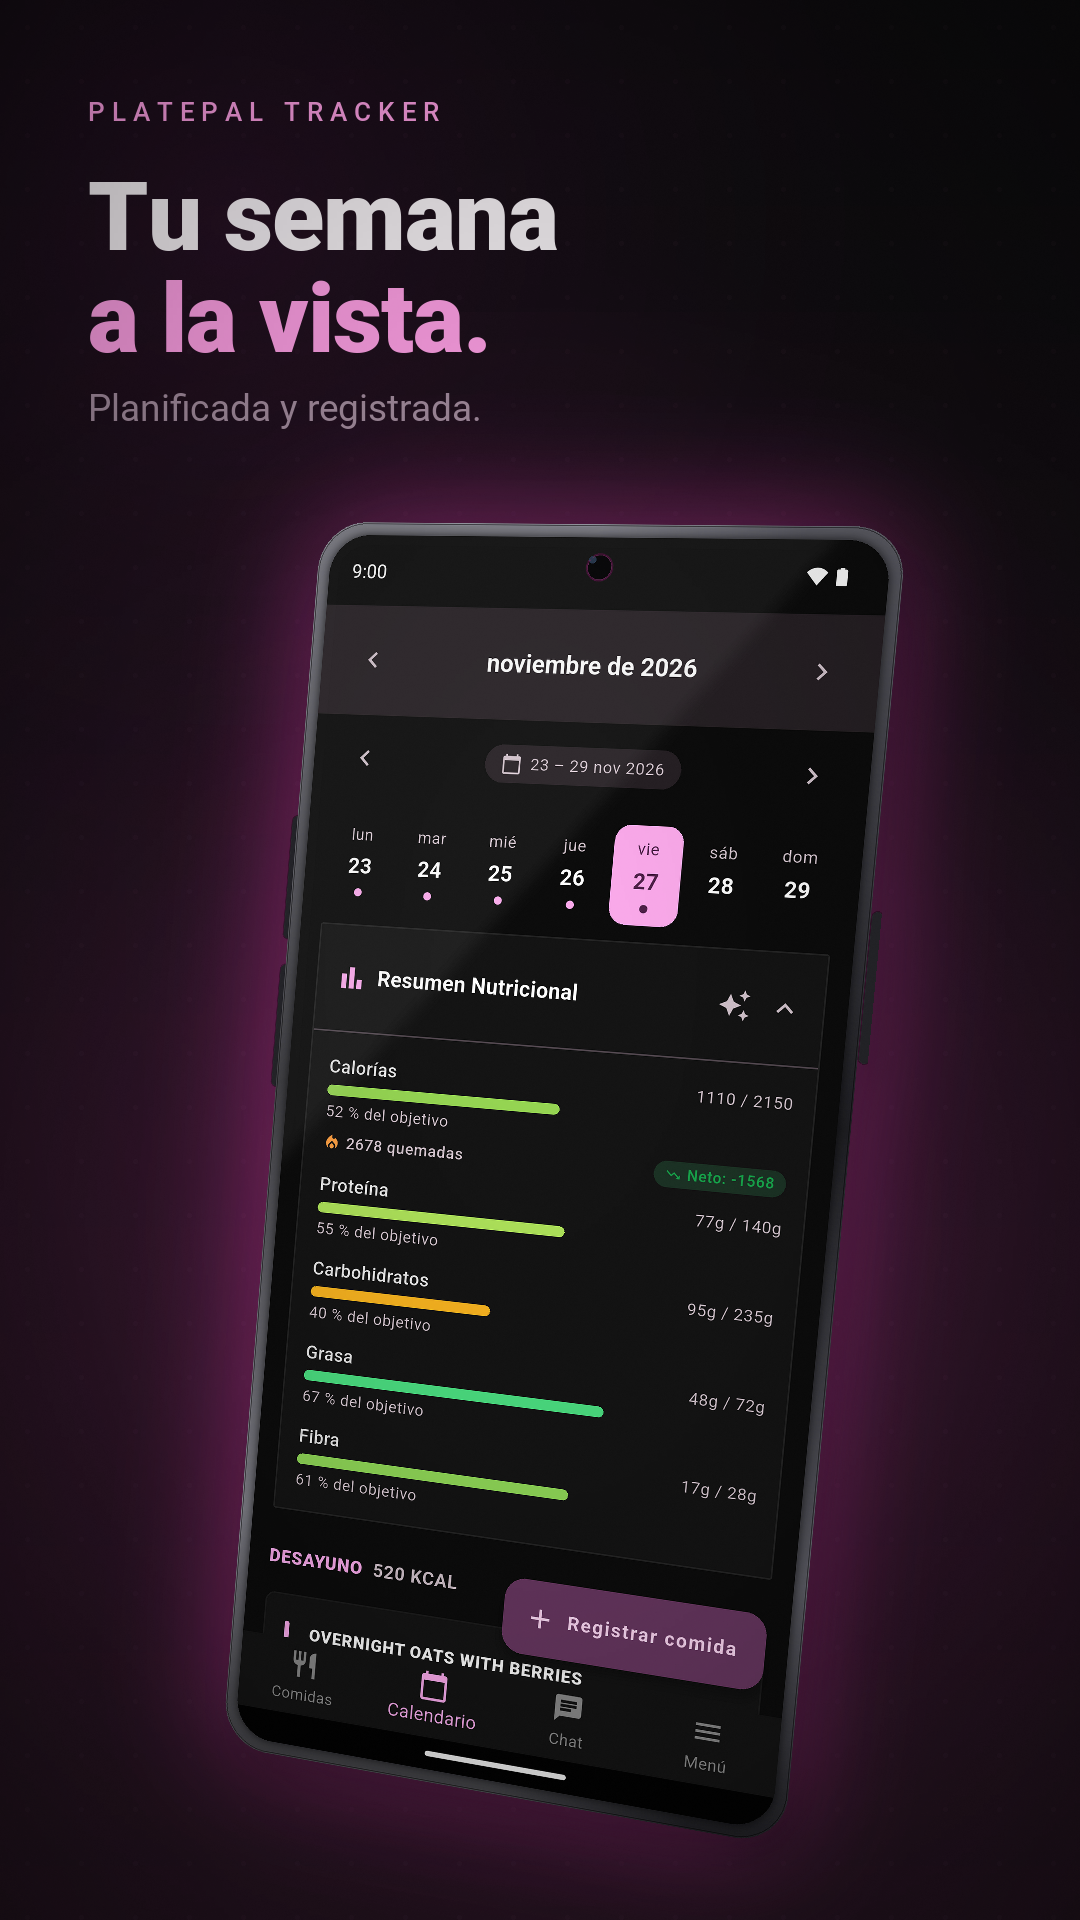 PLATEPAL TRACKER
Tu semana
a la vista.
Planificada y registrada.
9:00
noviembre de 2026
23 – 29 nov 2026
lun mar mié jue vie sáb dom
23 24 25 26 27 28 29
Resumen Nutricional
Calorías
1110 / 2150
52 % del objetivo
2678 quemadas
Neto: -1568
Proteína
77g / 140g
55 % del objetivo
Carbohidratos
95g / 235g
40 % del objetivo
Grasa
48g / 72g
67 % del objetivo
Fibra
17g / 28g
61 % del objetivo
DESAYUNO 520 KCAL
Registrar comida
OVERNIGHT OATS WITH BERRIES
Comidas Calendario Chat Menú